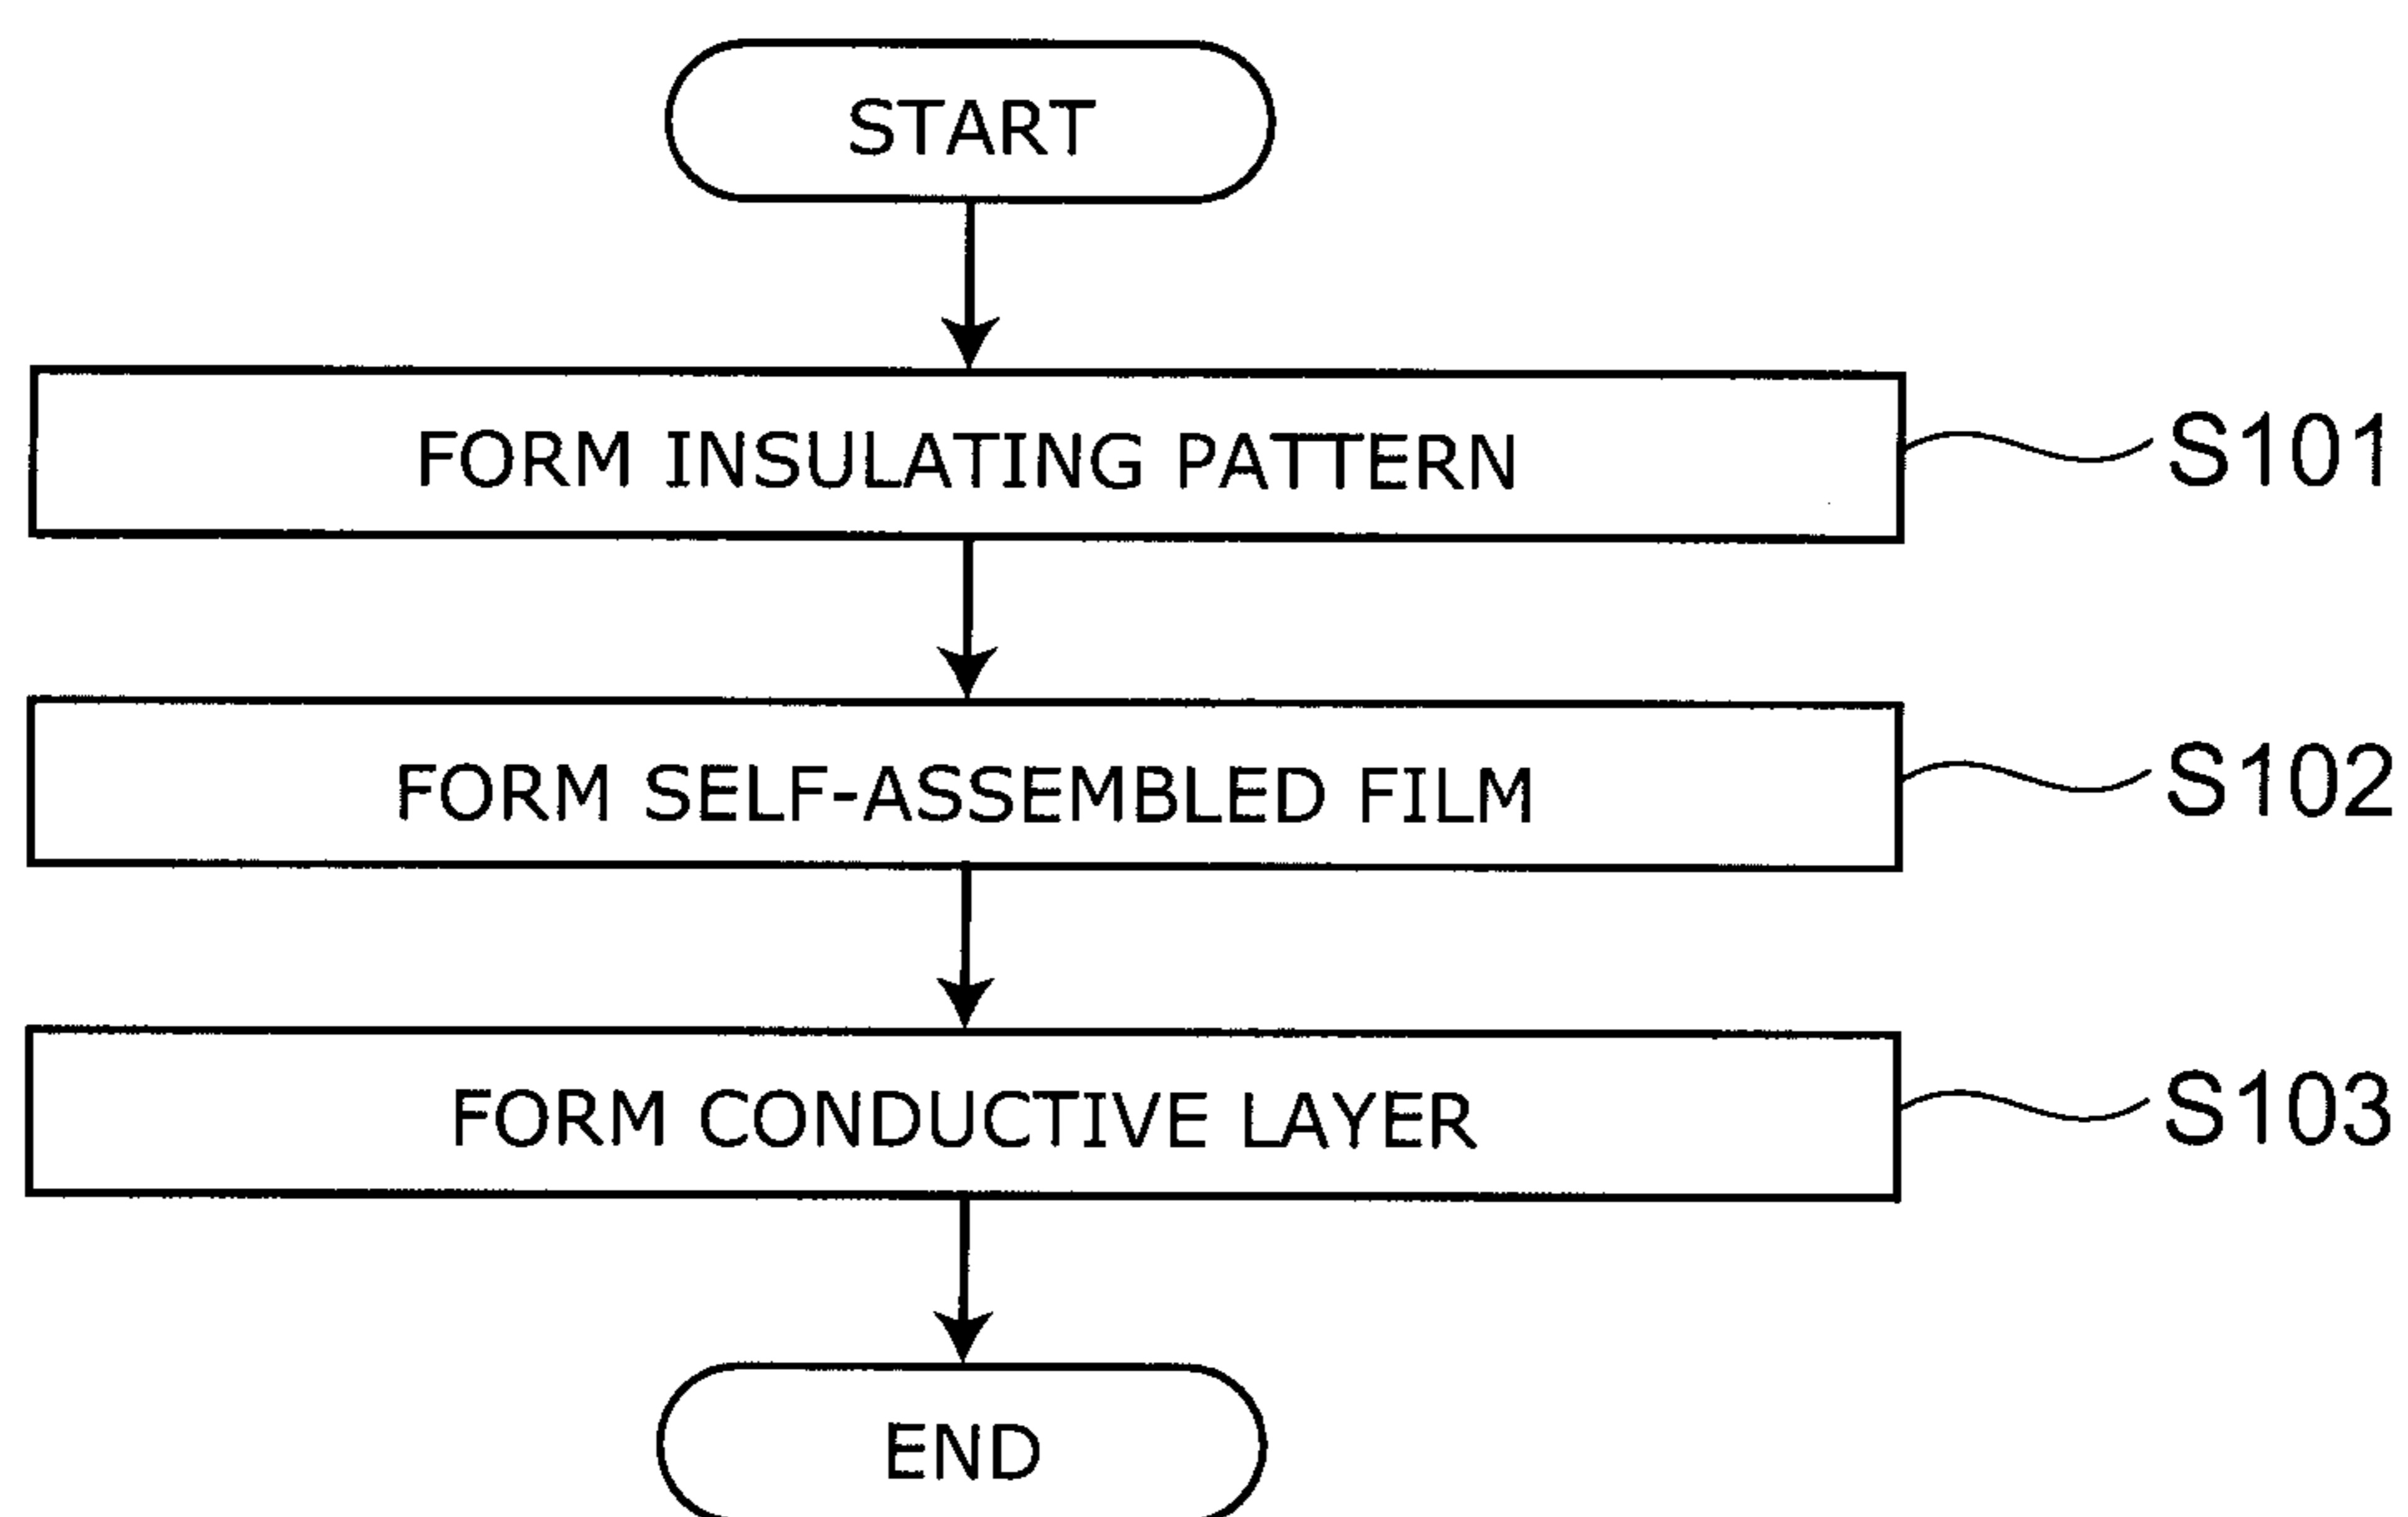 START
FORM INSULATING PATTERN
S101
FORM SELF-ASSEMBLED FILM
S102
FORM CONDUCTIVE LAYER
S103
END